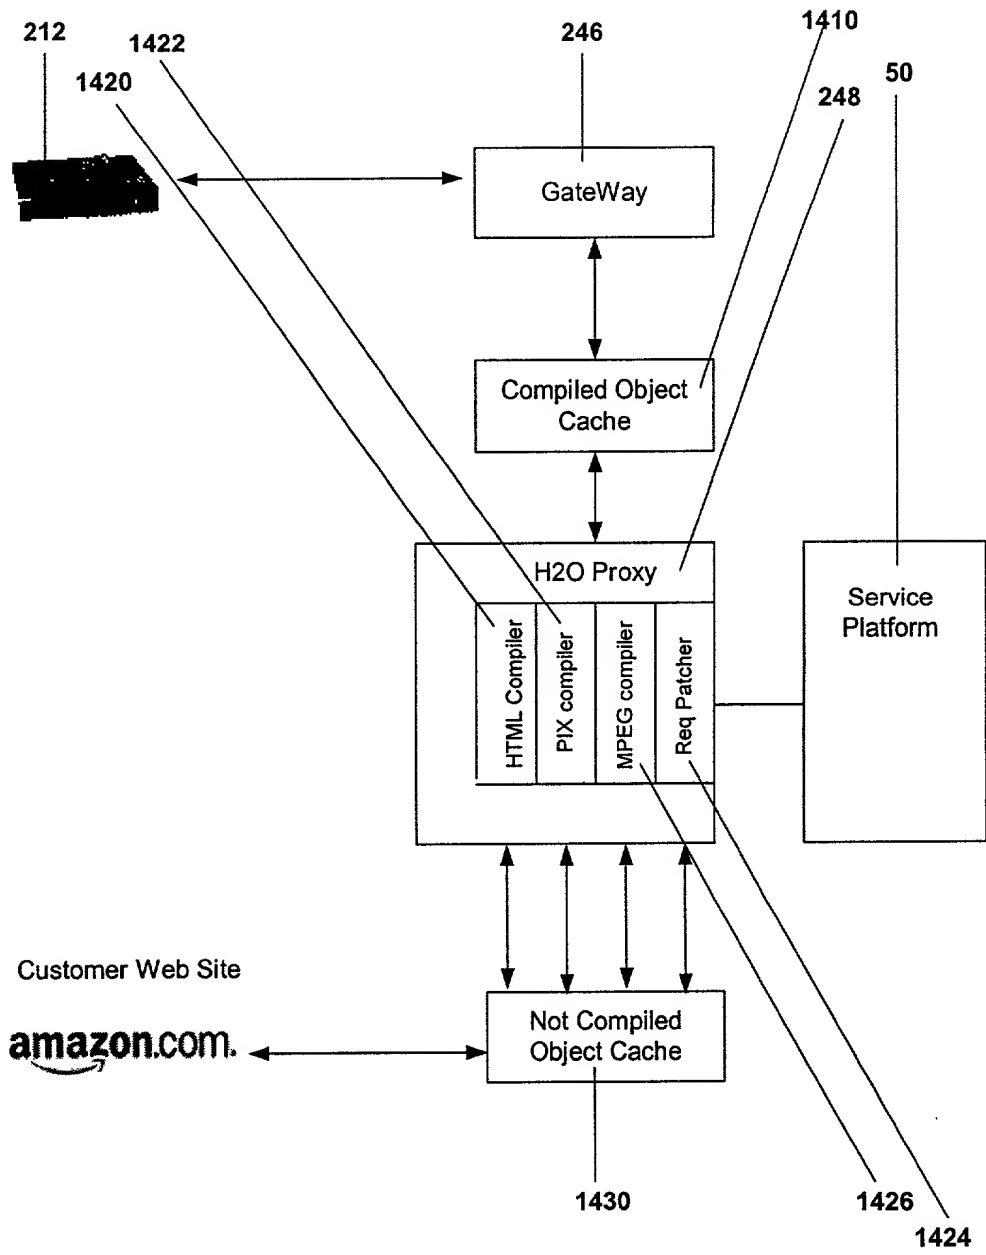 212
1422
1420
246
1410
50
248
GateWay
Compiled Object
Cache
H2O Proxy
HTML Compiler
PIX compiler
MPEG compiler
Req Patcher
Service
Platform
Customer Web Site
amazon.com.
Not Compiled
Object Cache
1430
1426
1424